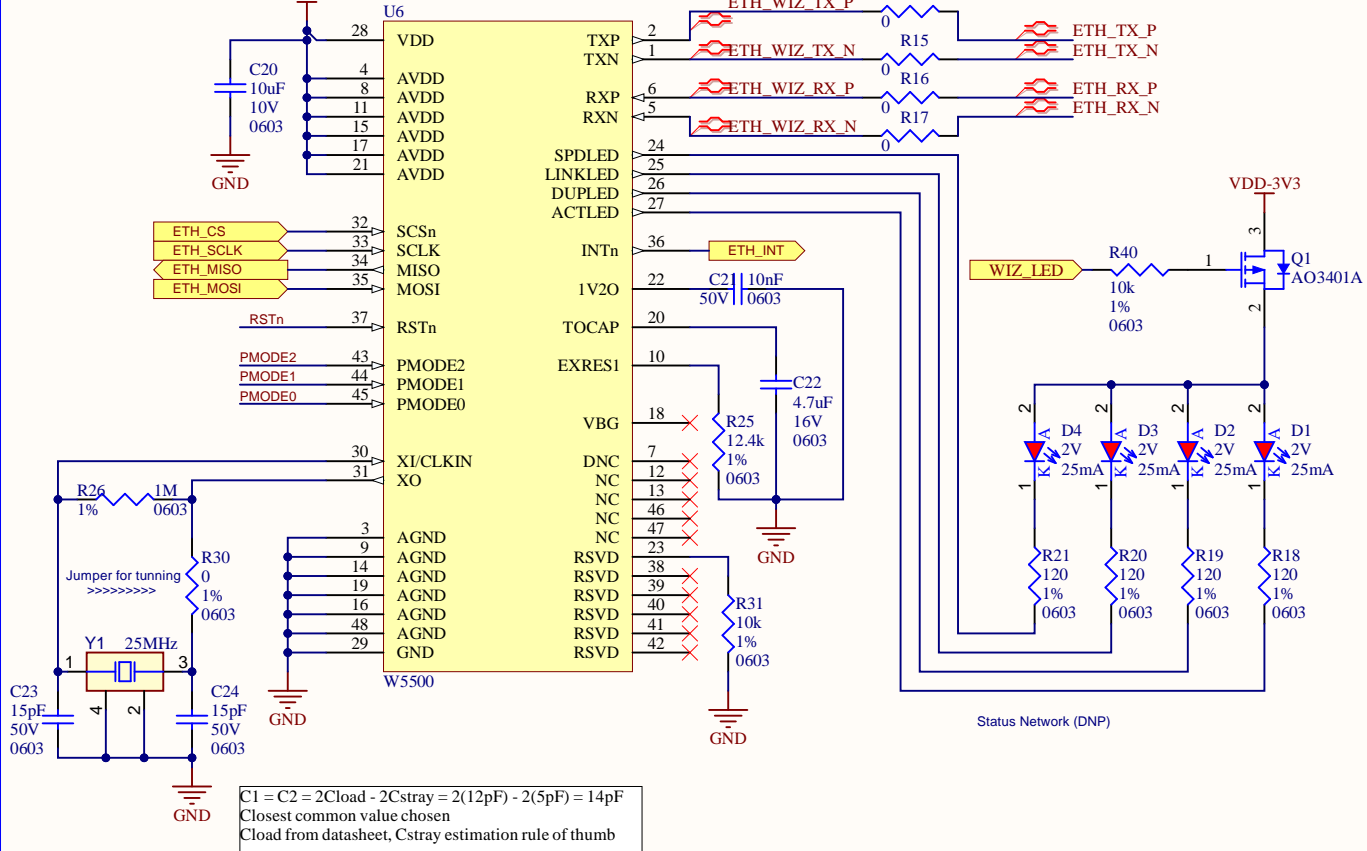 U6
28 VDD
4 AVDD
8 AVDD
11 AVDD
15 AVDD
17 AVDD
21 AVDD
C20
10uF
10V
0603
GND
ETH_CS 32 SCSn
ETH_SCLK 33 SCLK
ETH_MISO 34 MISO
ETH_MOSI 35 MOSI
RSTn 37 RSTn
PMODE2 43 PMODE2
PMODE1 44 PMODE1
PMODE0 45 PMODE0
30 XI/CLKIN
31 XO
R26 1M
1% 0603
3 AGND
9 AGND
14 AGND
19 AGND
16 AGND
48 AGND
29 GND
W5500
GND
R30
0
1%
0603
Jumper for tunning
>>>>>>>>>
Y1 25MHz
1 3
4 2
C23
15pF
50V
0603
C24
15pF
50V
0603
GND
TXP 2 ETH_WIZ_TX_P
0 ETH_TX_P
TXN 1 ETH_WIZ_TX_N R15
0 ETH_TX_N
RXP 6 ETH_WIZ_RX_P R16
0 ETH_RX_P
RXN 5 ETH_WIZ_RX_N R17
0 ETH_RX_N
SPDLED 24
LINKLED 25
DUPLED 26
ACTLED 27
INTn 36 ETH_INT
1V2O 22
C21 10nF
50V 0603
TOCAP 20
EXRES1 10
C22
4.7uF
16V
0603
R25
12.4k
1%
0603
GND
VBG 18
DNC 7
NC 12
NC 13
NC 46
NC 47
RSVD 23
RSVD 38
RSVD 39
RSVD 40
RSVD 41
RSVD 42
R31
10k
1%
0603
GND
VDD-3V3
WIZ_LED
R40
10k
1%
0603
1
3
2
Q1
AO3401A
2 A D4
2V
25mA
K 1
2 A D3
2V
25mA
K 1
2 A D2
2V
25mA
K 1
2 A D1
2V
25mA
K 1
R21
120
1%
0603
R20
120
1%
0603
R19
120
1%
0603
R18
120
1%
0603
Status Network (DNP)
C1 = C2 = 2Cload - 2Cstray = 2(12pF) - 2(5pF) = 14pF
Closest common value chosen
Cload from datasheet, Cstray estimation rule of thumb